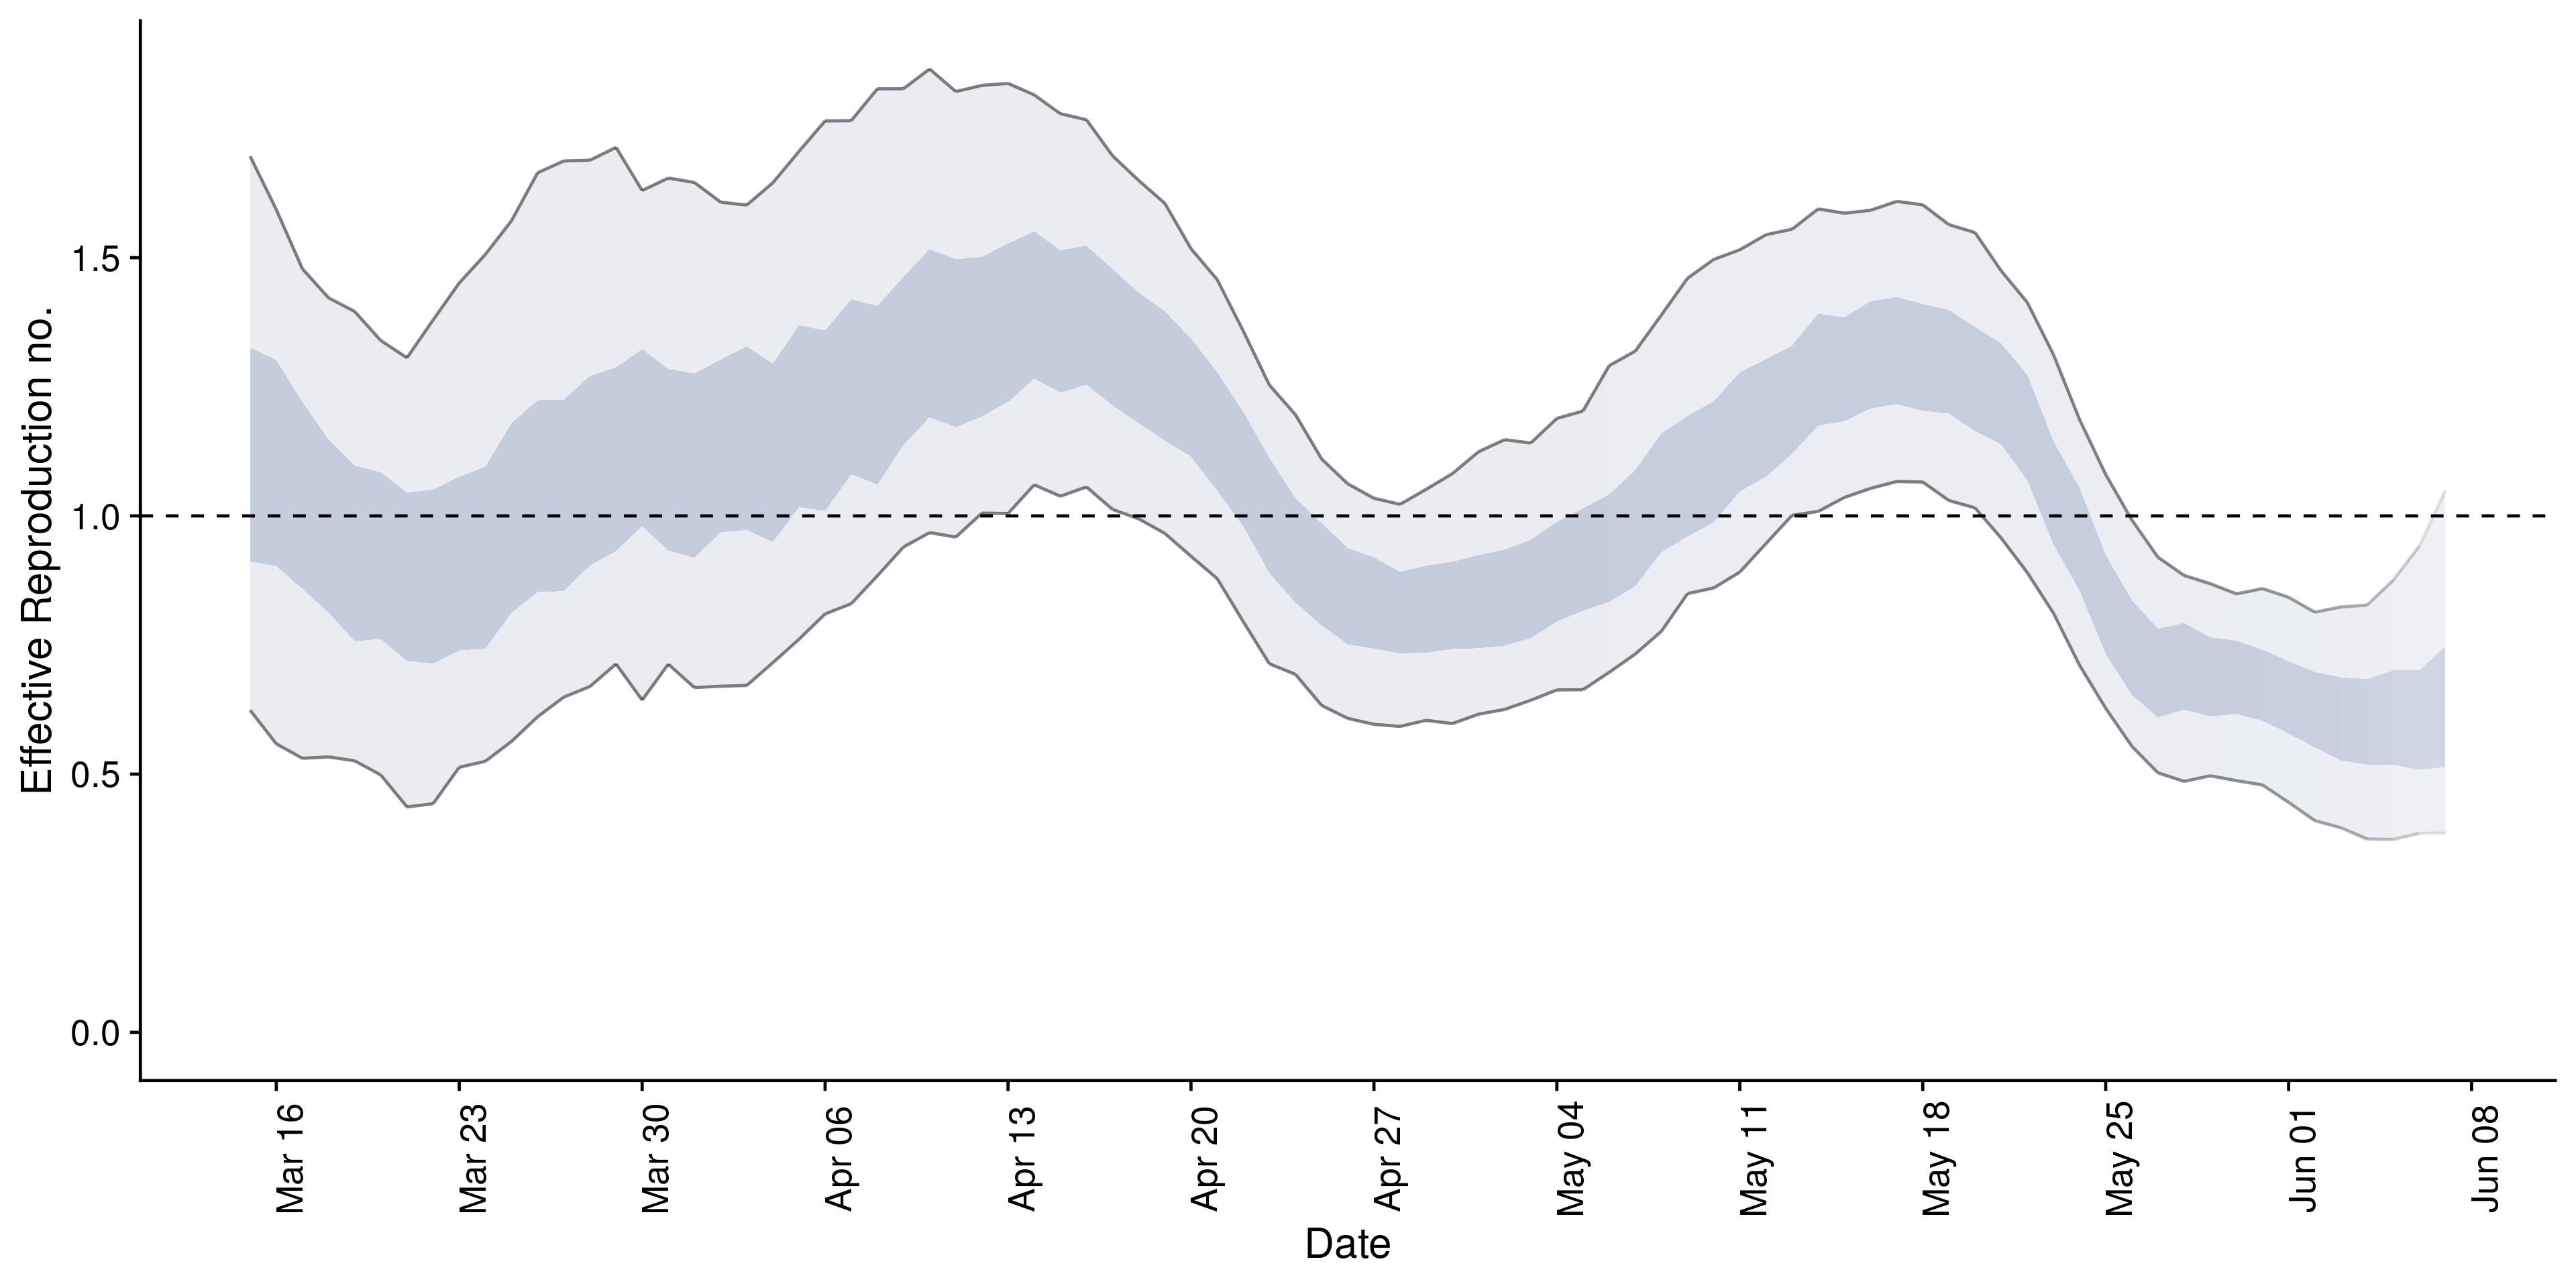 Effective Reproduction no.
1.5
1.0
0.5
0.0
Mar 16
Mar 23
Mar 30
Apr 06
Apr 13
Apr 20
Apr 27
May 04
May 11
May 18
May 25
Jun 01
Jun 08
Date